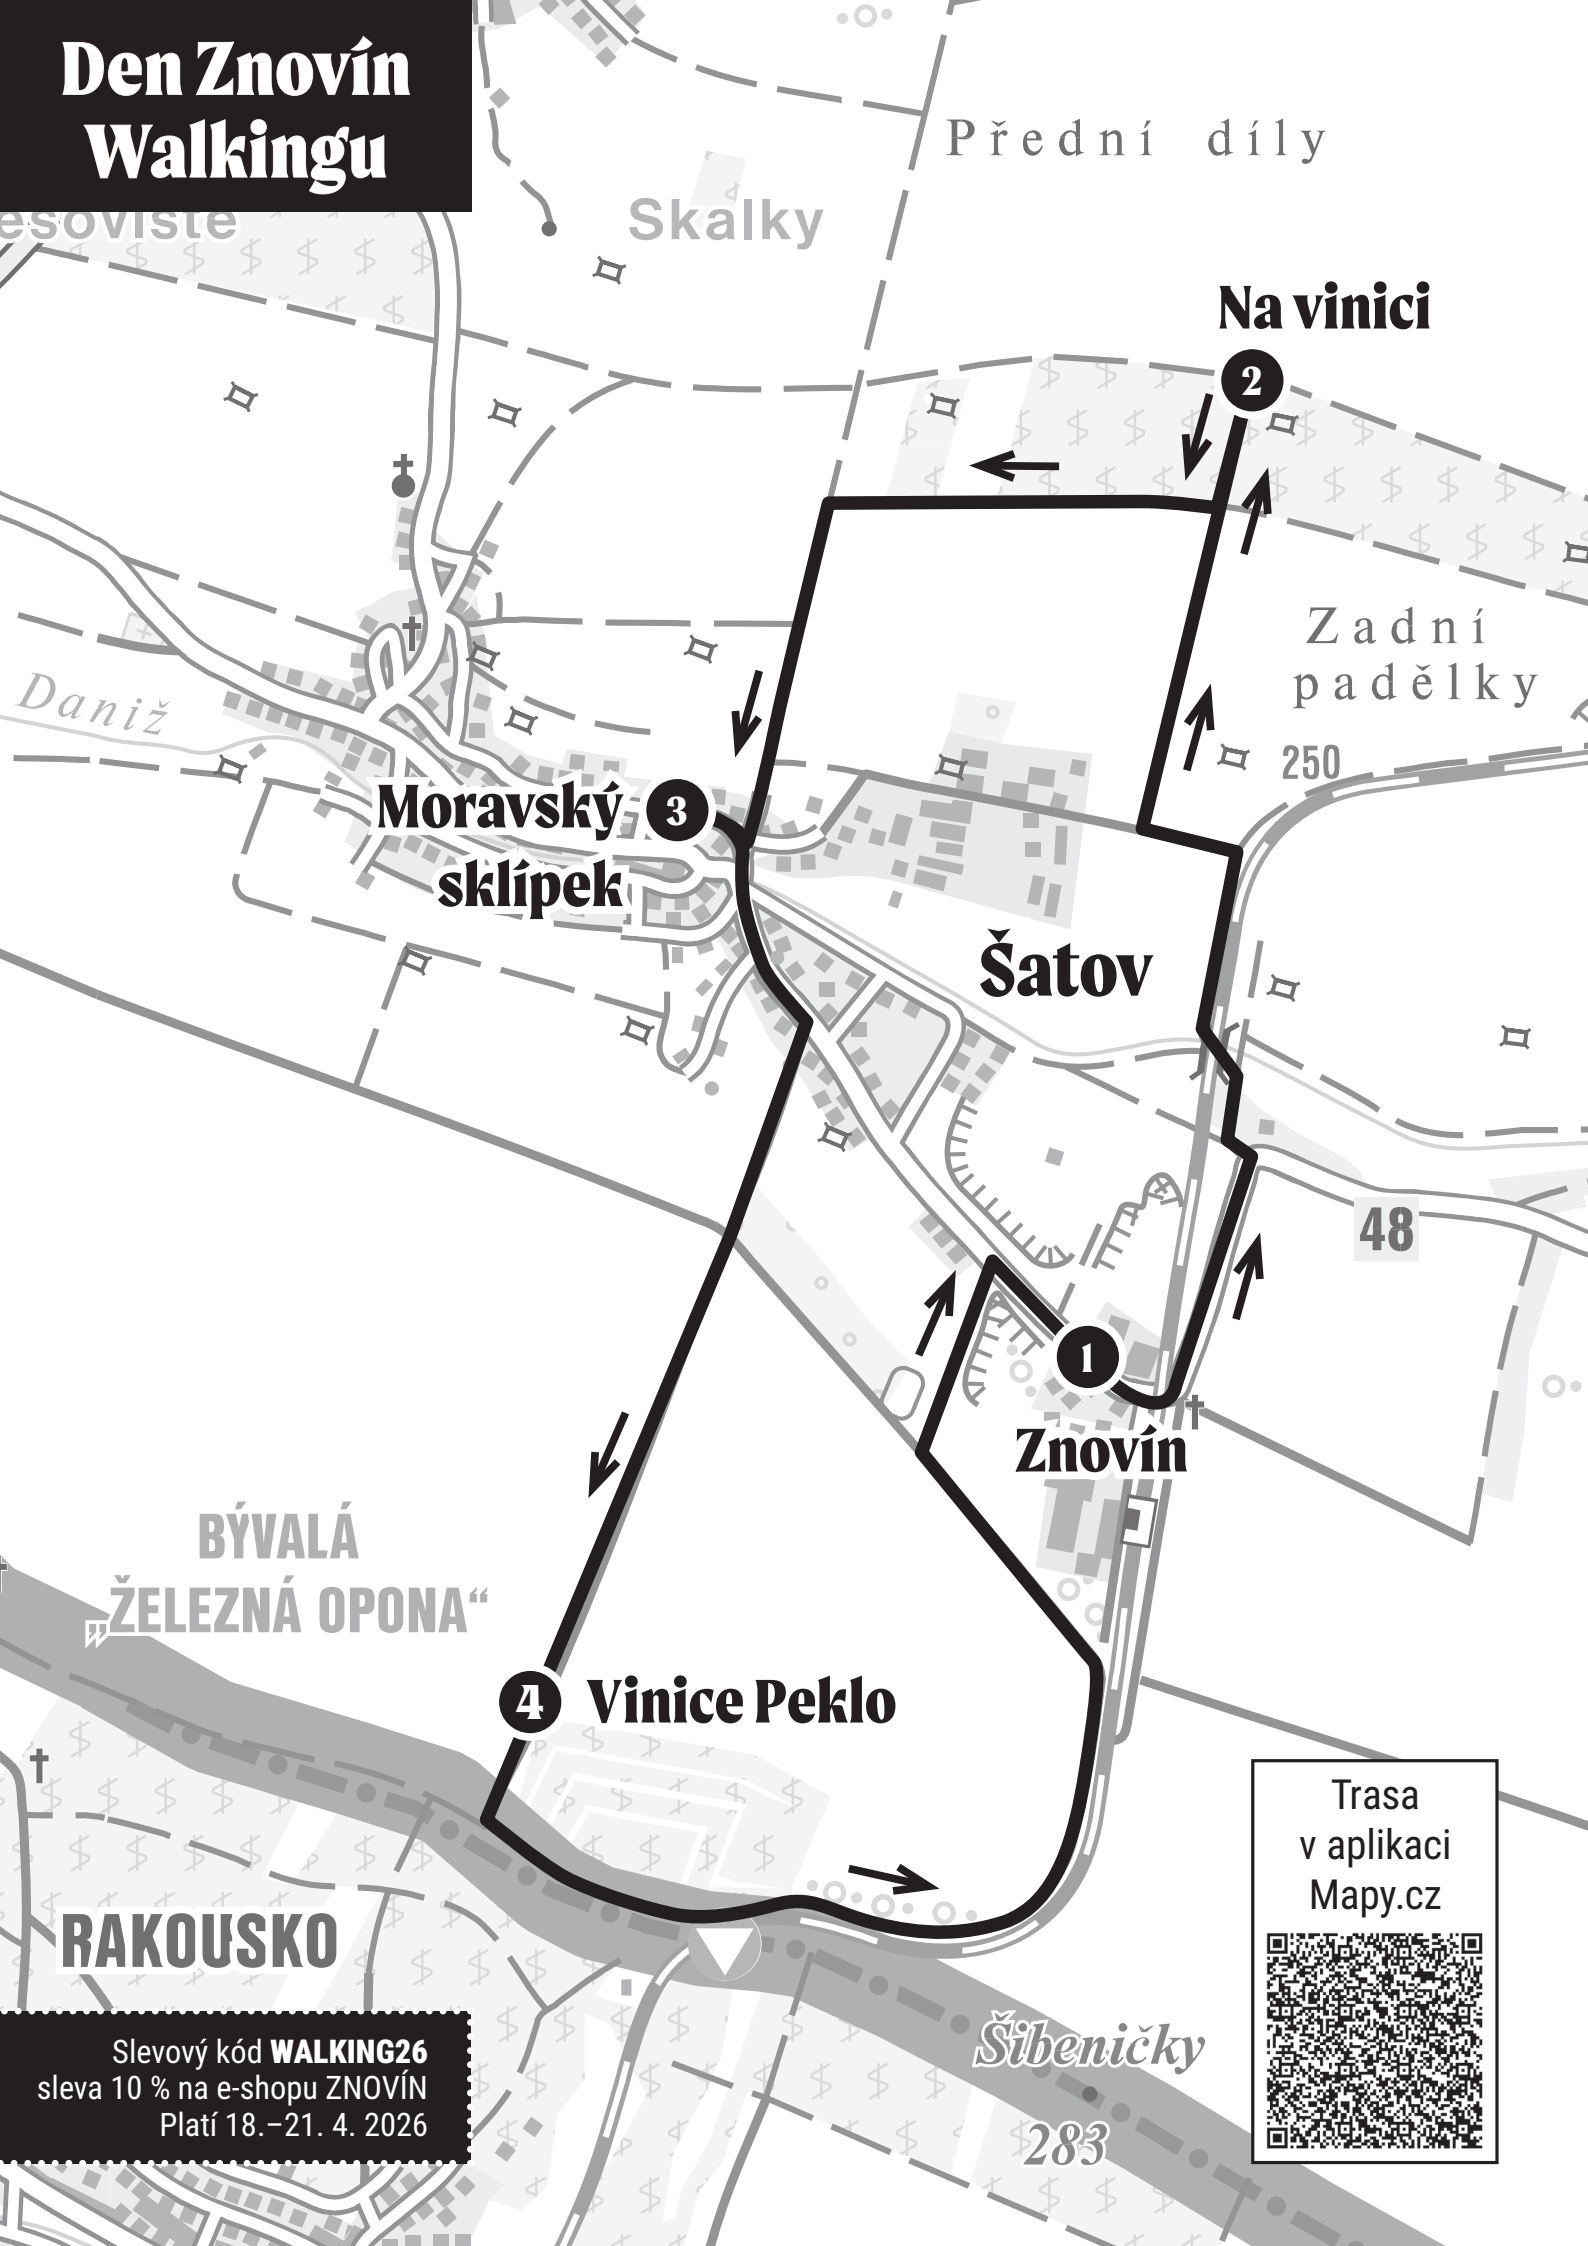 Den Znovín
Walkingu
Přední díly
Skalky
Na vinici
2
Zadní
padělky
Daniž
250
Moravský
3
sklípek
Šatov
48
1
Znovín
BÝVALÁ
„ŽELEZNÁ OPONA“
4
Vinice Peklo
Trasa
v aplikaci
Mapy.cz
RAKOUSKO
Slevový kód WALKING26
sleva 10 % na e-shopu ZNOVÍN
Platí 18.–21. 4. 2026
Šibeničky
283